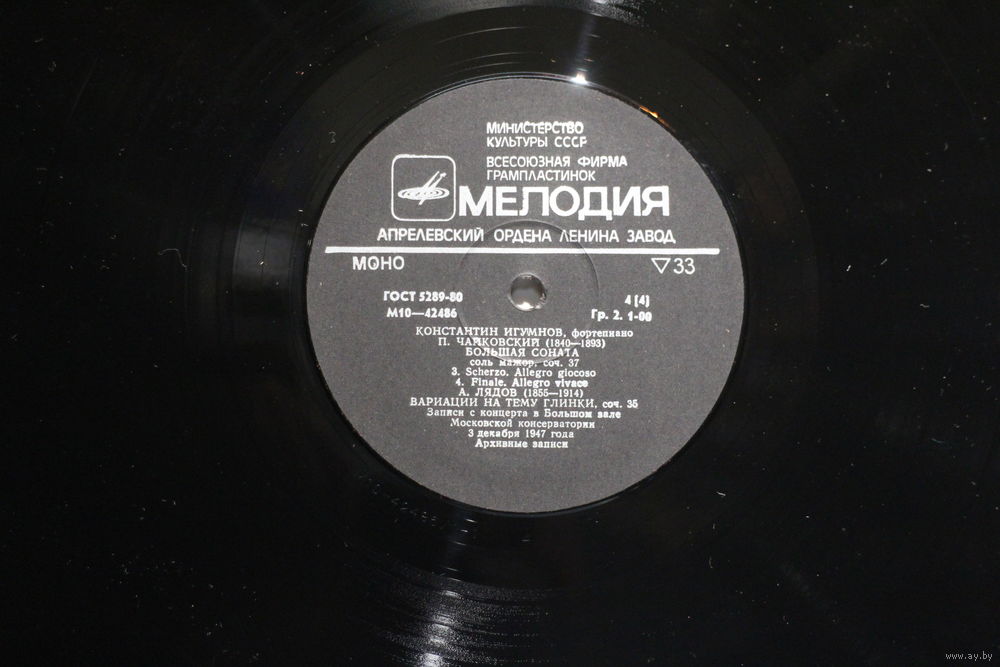 МИНИСТЕРСТВО
КУЛЬТУРЫ СССР
ВСЕСОЮЗНАЯ ФИРМА
ГРАМПЛАСТИНОК
МЕЛОДИЯ
АПРЕЛЕВСКИЙ ОРДЕНА ЛЕНИНА ЗАВОД
МОНО
▽33
ГОСТ 5289-80
4 (4)
М10—42486
Гр. 2. 1-00
КОНСТАНТИН ИГУМНОВ, фортепиано
П. ЧАЙКОВСКИЙ (1840—1893)
БОЛЬШАЯ СОНАТА
соль мажор, соч. 37
3. Scherzo. Allegro giocoso
4. Finale. Allegro vivace
А. ЛЯДОВ (1855—1914)
ВАРИАЦИИ НА ТЕМУ ГЛИНКИ, соч. 35
Записи с концерта в Большом зале
Московской консерватории
3 декабря 1947 года
Архивные записи
www.ay.by